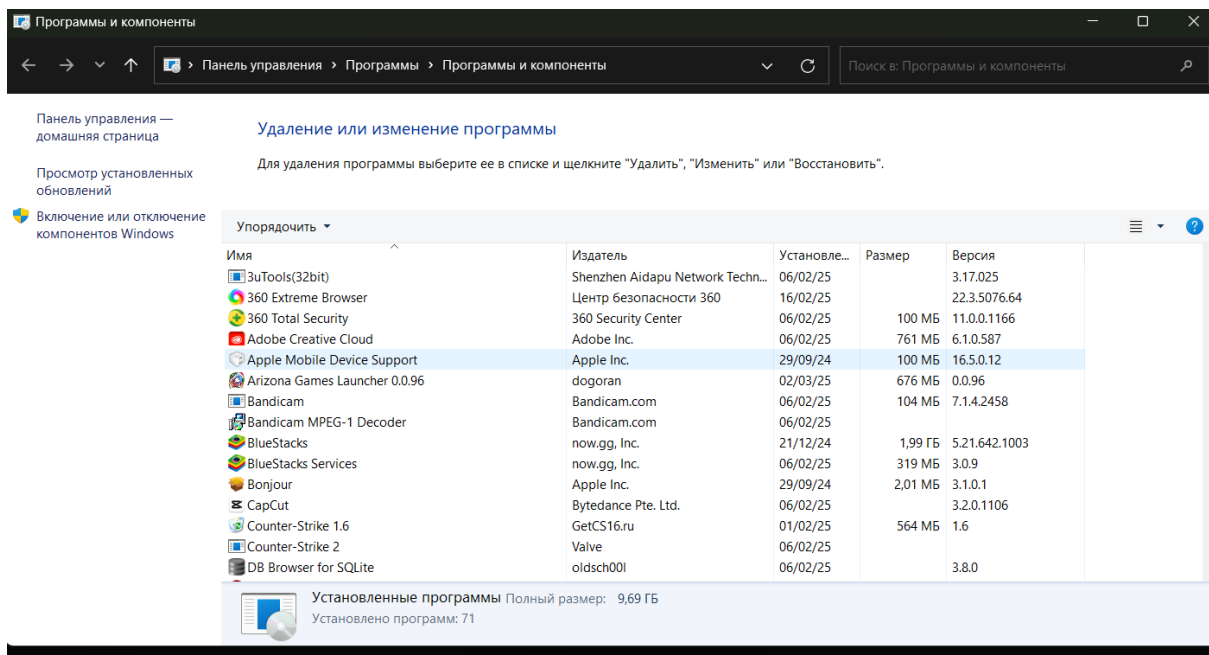 Программы и компоненты
Панель управления > Программы > Программы и компоненты
Поиск в: Программы и компоненты
Панель управления —
домашняя страница
Просмотр установленных
обновлений
Включение или отключение
компонентов Windows
Удаление или изменение программы
Для удаления программы выберите ее в списке и щелкните "Удалить", "Изменить" или "Восстановить".
Упорядочить
Имя Издатель Установле... Размер Версия
3uTools(32bit) Shenzhen Aidapu Network Techn... 06/02/25 3.17.025
360 Extreme Browser Центр безопасности 360 16/02/25 22.3.5076.64
360 Total Security 360 Security Center 06/02/25 100 МБ 11.0.0.1166
Adobe Creative Cloud Adobe Inc. 06/02/25 761 МБ 6.1.0.587
Apple Mobile Device Support Apple Inc. 29/09/24 100 МБ 16.5.0.12
Arizona Games Launcher 0.0.96 dogoran 02/03/25 676 МБ 0.0.96
Bandicam Bandicam.com 06/02/25 104 МБ 7.1.4.2458
Bandicam MPEG-1 Decoder Bandicam.com 06/02/25
BlueStacks now.gg, Inc. 21/12/24 1,99 ГБ 5.21.642.1003
BlueStacks Services now.gg, Inc. 06/02/25 319 МБ 3.0.9
Bonjour Apple Inc. 29/09/24 2,01 МБ 3.1.0.1
CapCut Bytedance Pte. Ltd. 06/02/25 3.2.0.1106
Counter-Strike 1.6 GetCS16.ru 01/02/25 564 МБ 1.6
Counter-Strike 2 Valve 06/02/25
DB Browser for SQLite oldsch00l 06/02/25 3.8.0
Установленные программы Полный размер: 9,69 ГБ
Установлено программ: 71